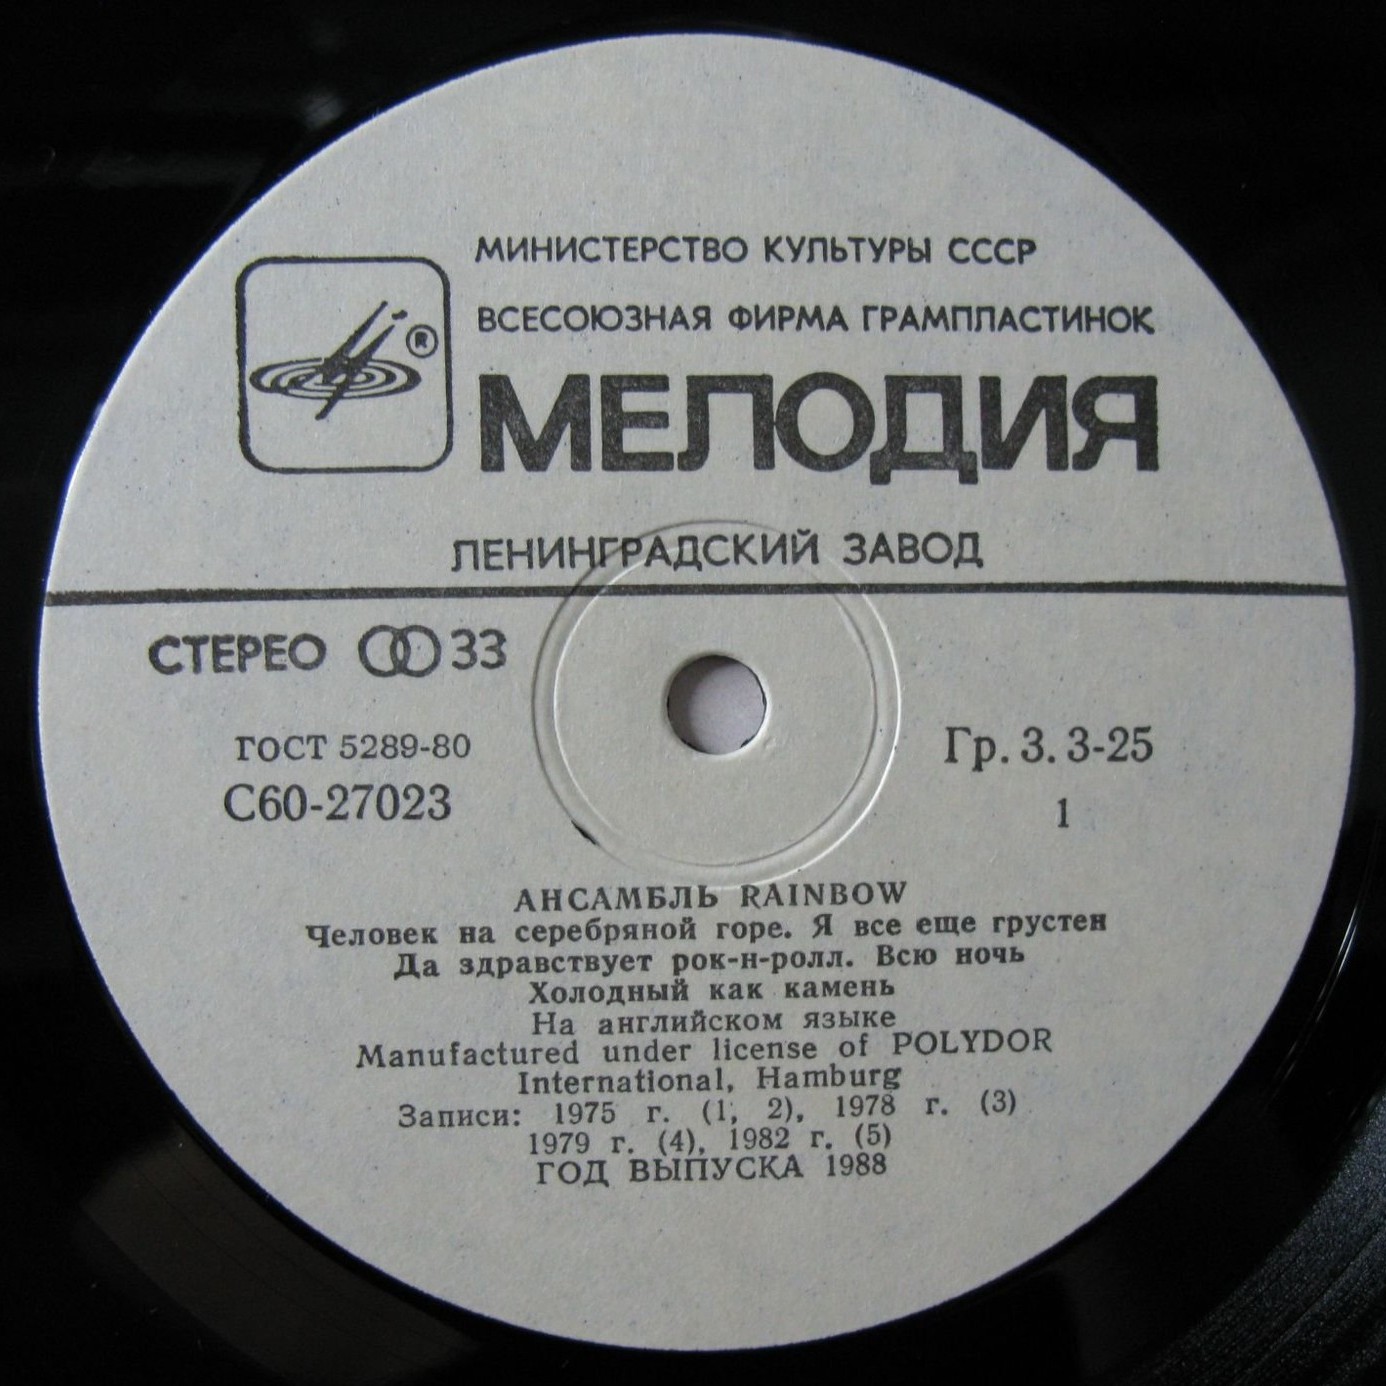 МИНИСТЕРСТВО КУЛЬТУРЫ СССР
ВСЕСОЮЗНАЯ ФИРМА ГРАМПЛАСТИНОК
®
МЕЛОДИЯ
ЛЕНИНГРАДСКИЙ ЗАВОД
СТЕРЕО 33
ГОСТ 5289-80
С60-27023
Гр. 3. 3-25
1
АНСАМБЛЬ RAINBOW
Человек на серебряной горе. Я все еще грустен
Да здравствует рок-н-ролл. Всю ночь
Холодный как камень
На английском языке
Manufactured under license of POLYDOR
International, Hamburg
Записи: 1975 г. (1, 2), 1978 г. (3)
1979 г. (4), 1982 г. (5)
ГОД ВЫПУСКА 1988